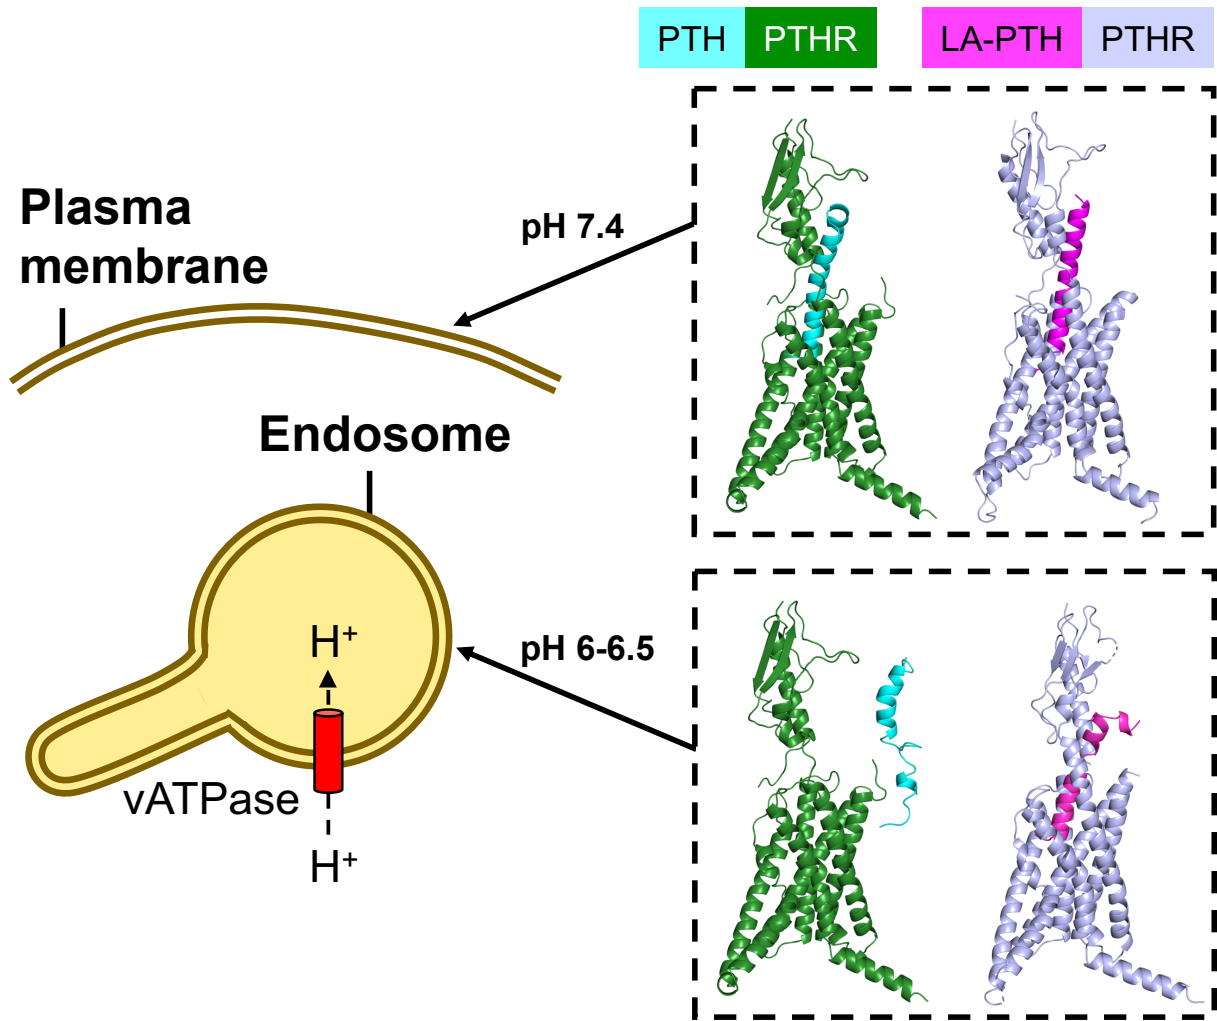 PTH PTHR LA-PTH PTHR
Plasma
membrane
pH 7.4
Endosome
pH 6-6.5
H⁺
vATPase
H⁺